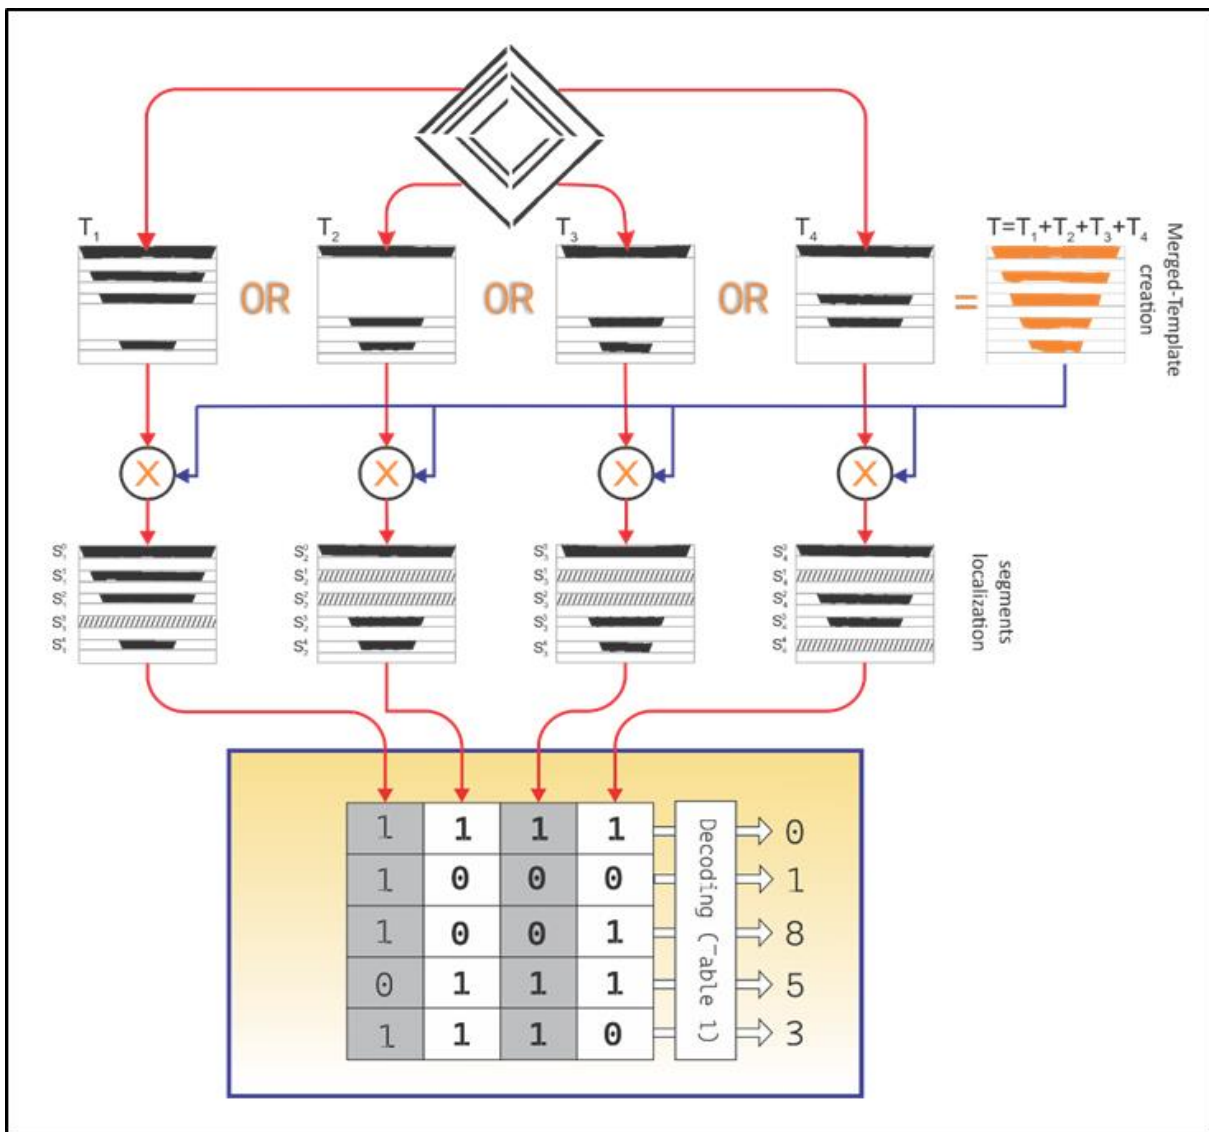 T1 T2 T3 T4 T=T1+T2+T3+T4
OR OR OR =
Merged-Template
creation
X X X X
segments
localization
1 1 1 1 0
1 0 0 0 1
1 0 0 1 8
0 1 1 1 5
1 1 1 0 3
Decoding (Table 1)